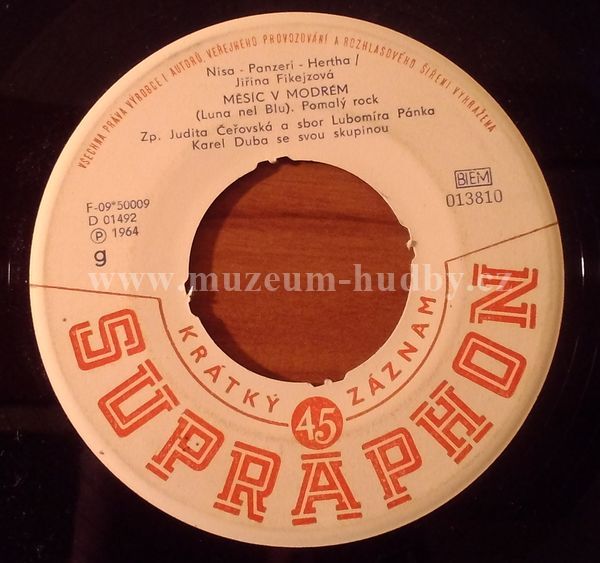 VŠECHNA PRÁVA VÝROBCE I AUTORŮ, VEŘEJNÉHO PROVOZOVÁNÍ A ROZHLASOVÉHO ŠÍŘENÍ VYHRAŽENA
Nisa - Panzeri - Hertha /
Jiřina Fikejzová
MĚSÍC V MODRÉM
(Luna nel Blu). Pomalý rock
Zp. Judita Čeřovská a sbor Lubomíra Pánka
Karel Duba se svou skupinou
F-09*50009
D 01492
Ⓟ 1964
g
BIEM
013810
www.muzeum-hudby.cz
KRÁTKÝ 45 ZÁZNAM
SUPRAPHON